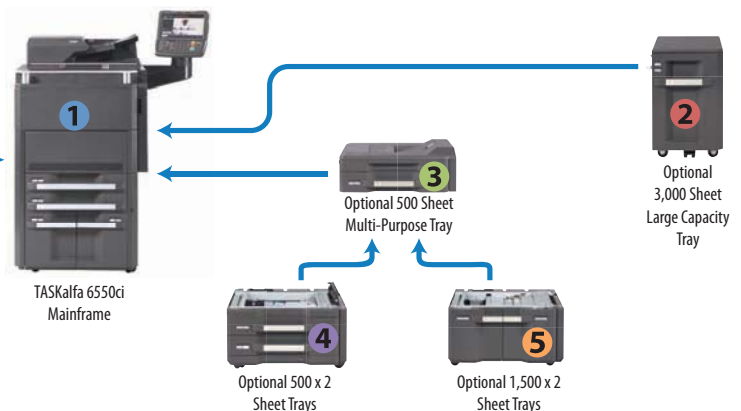 1
TASKalfa 6550ci
Mainframe
2
Optional
3,000 Sheet
Large Capacity
Tray
3
Optional 500 Sheet
Multi-Purpose Tray
4
Optional 500 x 2
Sheet Trays
5
Optional 1,500 x 2
Sheet Trays